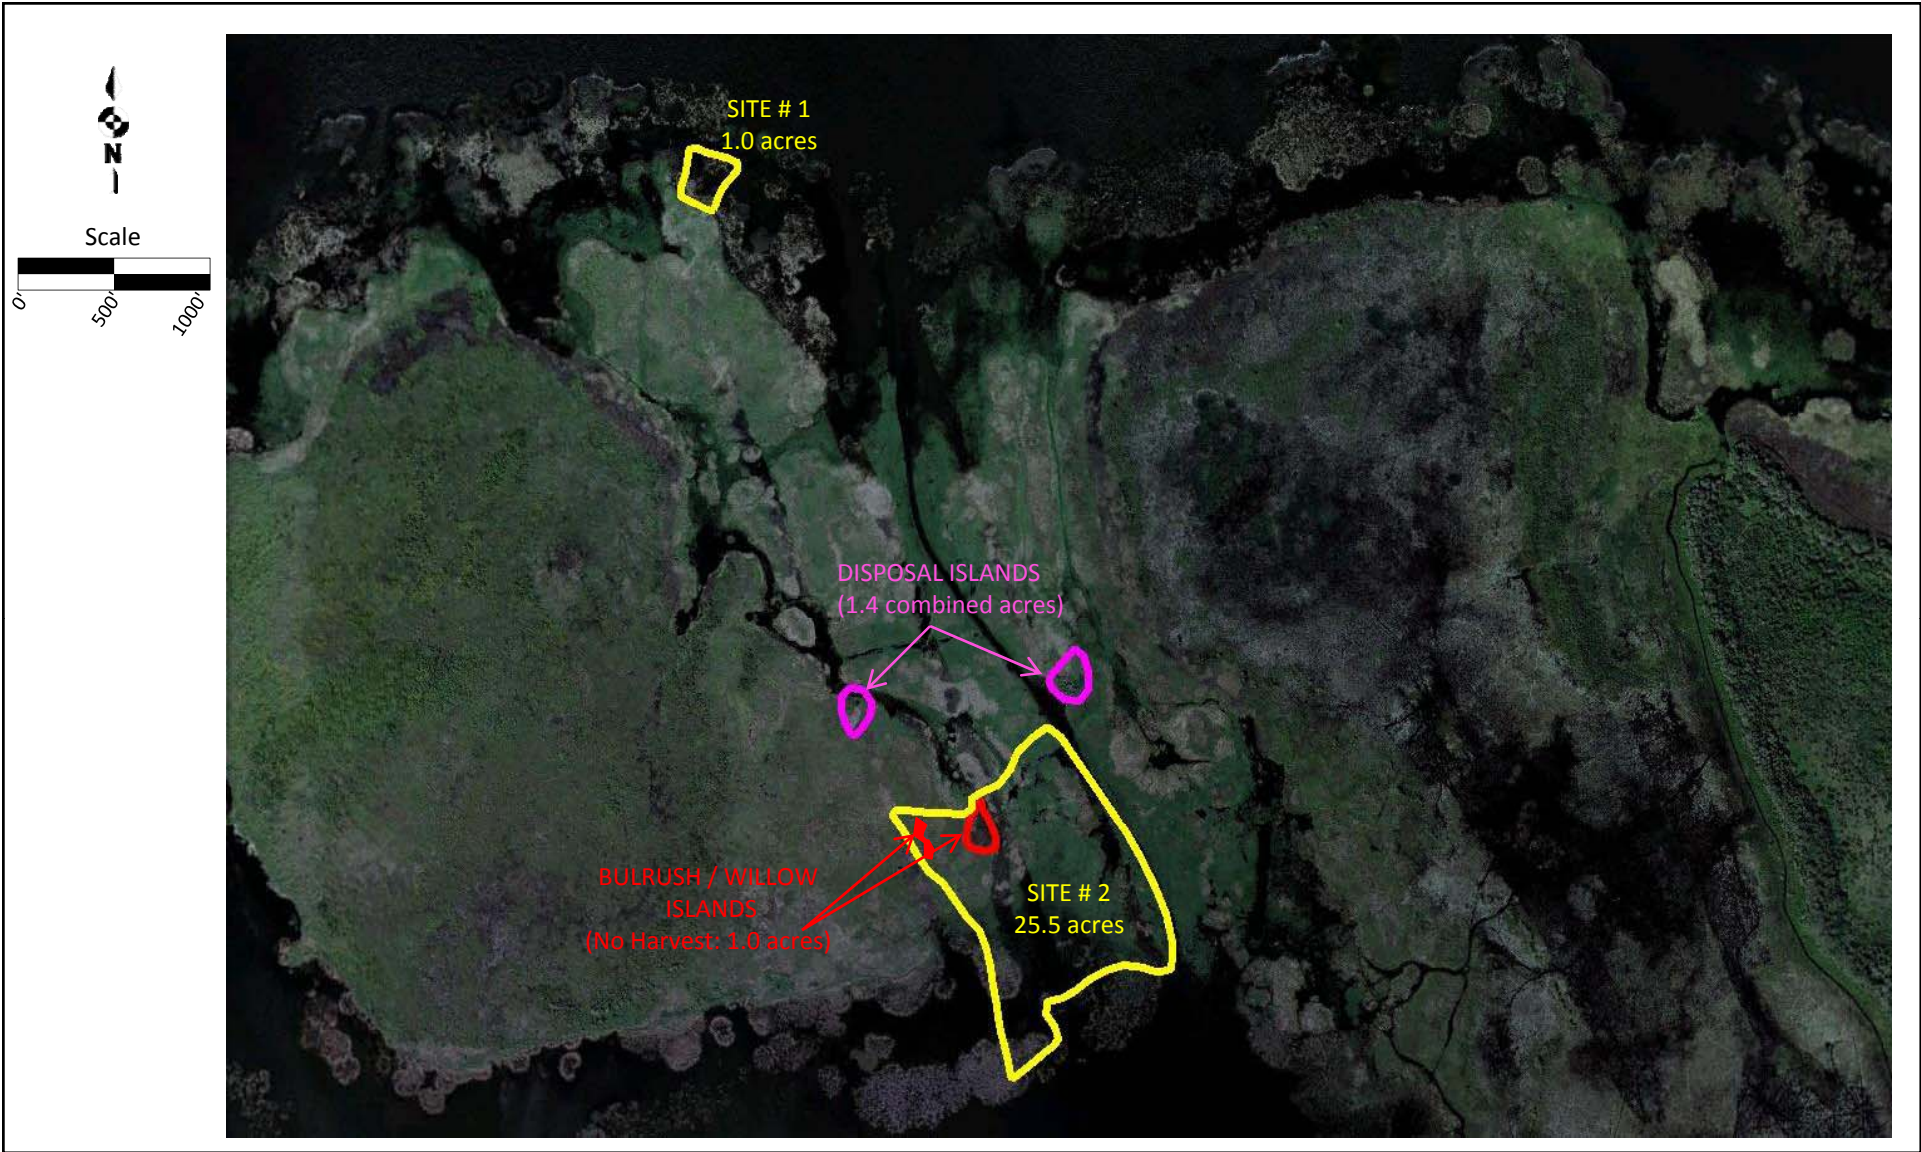 N
Scale
0'
500'
1000'
SITE # 1
1.0 acres
DISPOSAL ISLANDS
(1.4 combined acres)
BULRUSH / WILLOW
ISLANDS
(No Harvest: 1.0 acres)
SITE # 2
25.5 acres